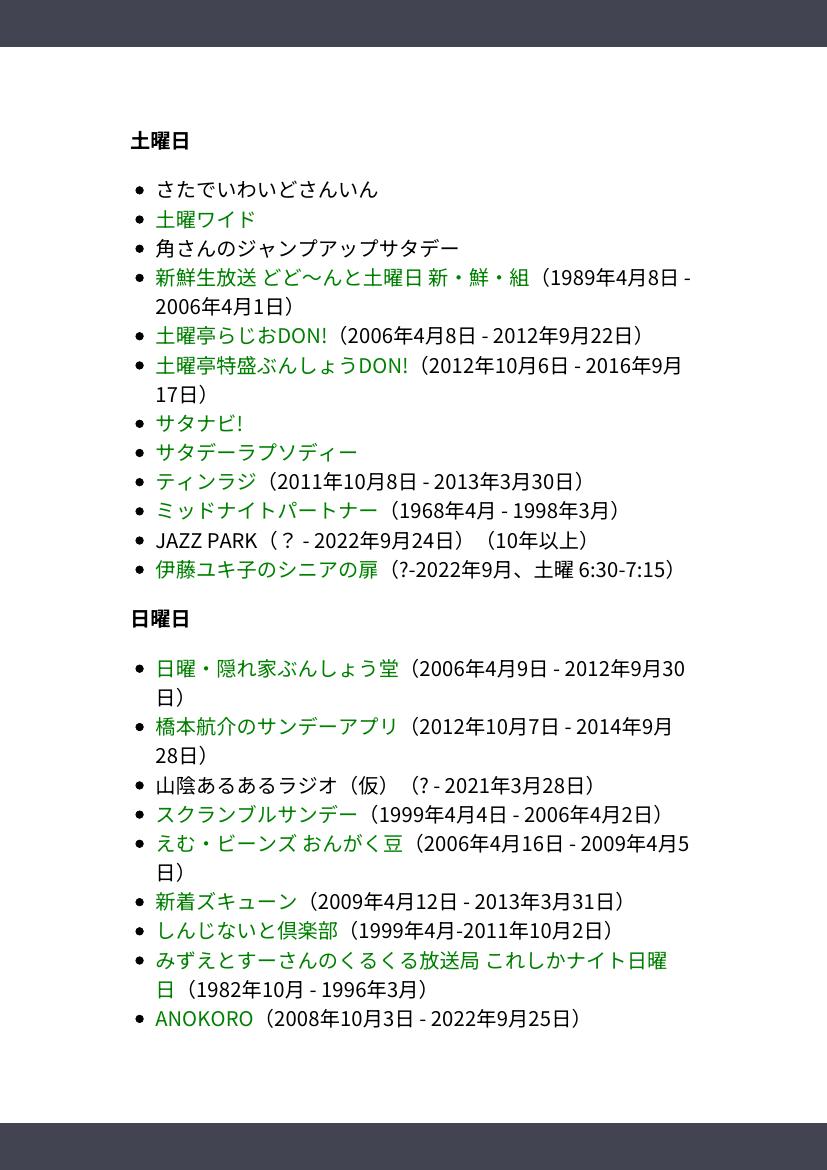 土曜日
さたでいわいどさんいん
土曜ワイド
角さんのジャンプアップサタデー
新鮮生放送 どど〜んと土曜日 新・鮮・組（1989年4月8日 -
2006年4月1日）
土曜亭らじおDON!（2006年4月8日 - 2012年9月22日）
土曜亭特盛ぶんしょうDON!（2012年10月6日 - 2016年9月
17日）
サタナビ!
サタデーラプソディー
ティンラジ（2011年10月8日 - 2013年3月30日）
ミッドナイトパートナー（1968年4月 - 1998年3月）
JAZZ PARK（？ - 2022年9月24日）（10年以上）
伊藤ユキ子のシニアの扉（?-2022年9月、土曜 6:30-7:15）
日曜日
日曜・隠れ家ぶんしょう堂（2006年4月9日 - 2012年9月30
日）
橋本航介のサンデーアプリ（2012年10月7日 - 2014年9月
28日）
山陰あるあるラジオ（仮）（? - 2021年3月28日）
スクランブルサンデー（1999年4月4日 - 2006年4月2日）
えむ・ビーンズ おんがく豆（2006年4月16日 - 2009年4月5
日）
新着ズキューン（2009年4月12日 - 2013年3月31日）
しんじないと倶楽部（1999年4月-2011年10月2日）
みずえとすーさんのくるくる放送局 これしかナイト日曜
日（1982年10月 - 1996年3月）
ANOKORO（2008年10月3日 - 2022年9月25日）